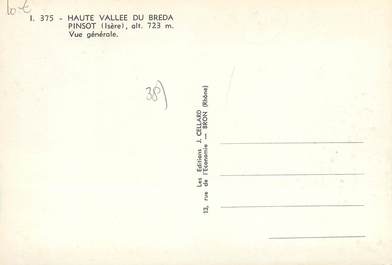 10 €
I. 375 - HAUTE VALLEE DU BREDA
PINSOT (Isère), alt. 723 m.
Vue générale.
38)
Les Editions J. CELLARD
13, rue de l'Economie — BRON (Rhône)